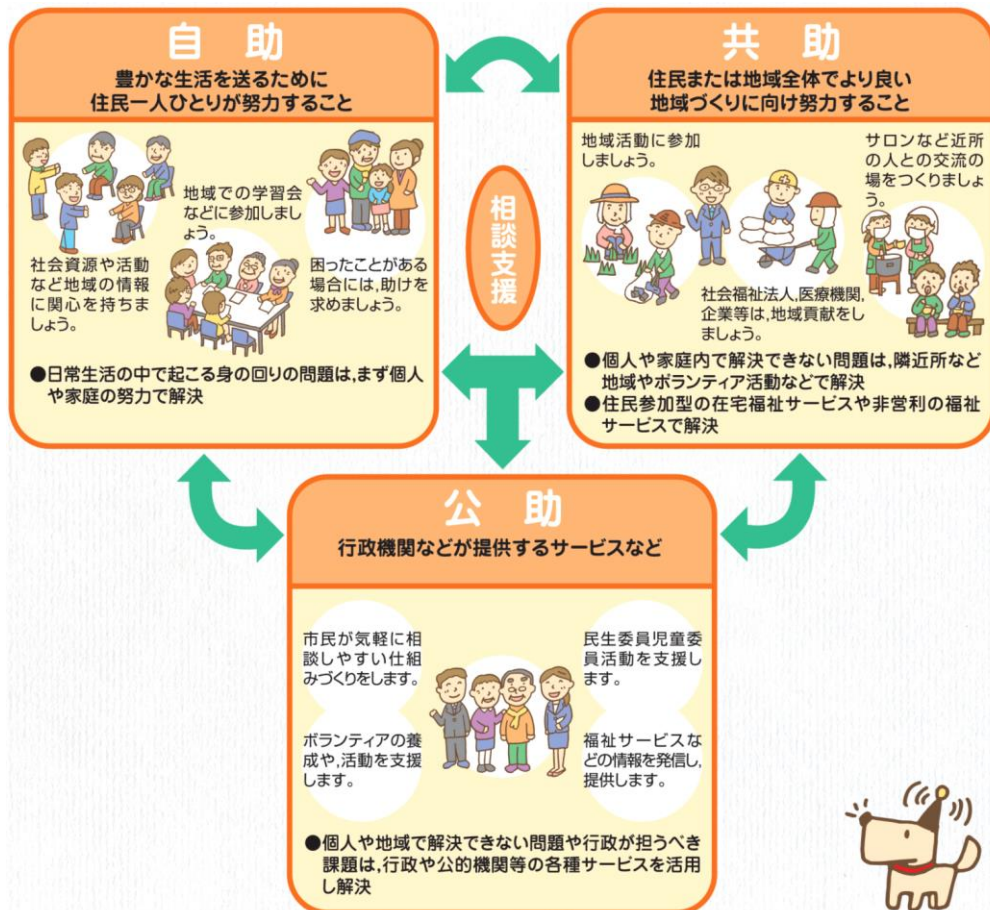 自 助
豊かな生活を送るために
住民一人ひとりが努力すること
地域での学習会
などに参加しまし
ょう。
社会資源や活動
など地域の情報
に関心を持ちま
しょう。
困ったことがある
場合には,助けを
求めましょう。
●日常生活の中で起こる身の回りの問題は,まず個人
や家庭の努力で解決
相談支援
共 助
住民または地域全体でより良い
地域づくりに向け努力すること
地域活動に参加
しましょう。
サロンなど近所
の人との交流の
場をつくりましょ
う。
社会福祉法人,医療機関,
企業等は,地域貢献をし
ましょう。
●個人や家庭内で解決できない問題は,隣近所など
地域やボランティア活動などで解決
●住民参加型の在宅福祉サービスや非営利の福祉
サービスで解決
公 助
行政機関などが提供するサービスなど
市民が気軽に相
談しやすい仕組
みづくりをします。
民生委員児童委
員活動を支援し
ます。
ボランティアの養
成や,活動を支援
します。
福祉サービスな
どの情報を発信し,
提供します。
●個人や地域で解決できない問題や行政が担うべき
課題は,行政や公的機関等の各種サービスを活用
し解決